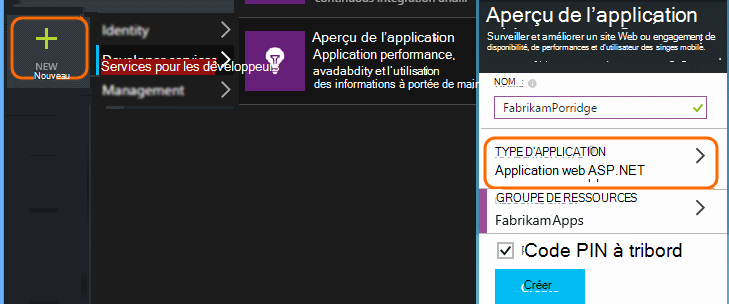 NEW
Nouveau
Identity
Services pour les développeurs
Management
continuous integration and
Aperçu de l'application
Application performance,
avadabdity et l'utilisation
des informations à portée de main
Aperçu de l'application
Surveiller et améliorer un site Web ou engagement de
disponibilité, de performances et d'utilisateur des singes mobile.
NOM
FabrikamPorridge
TYPE D'APPLICATION
Application web ASP.NET
GROUPE DE RESSOURCES
FabrikamApps
Code PIN à tribord
Créer